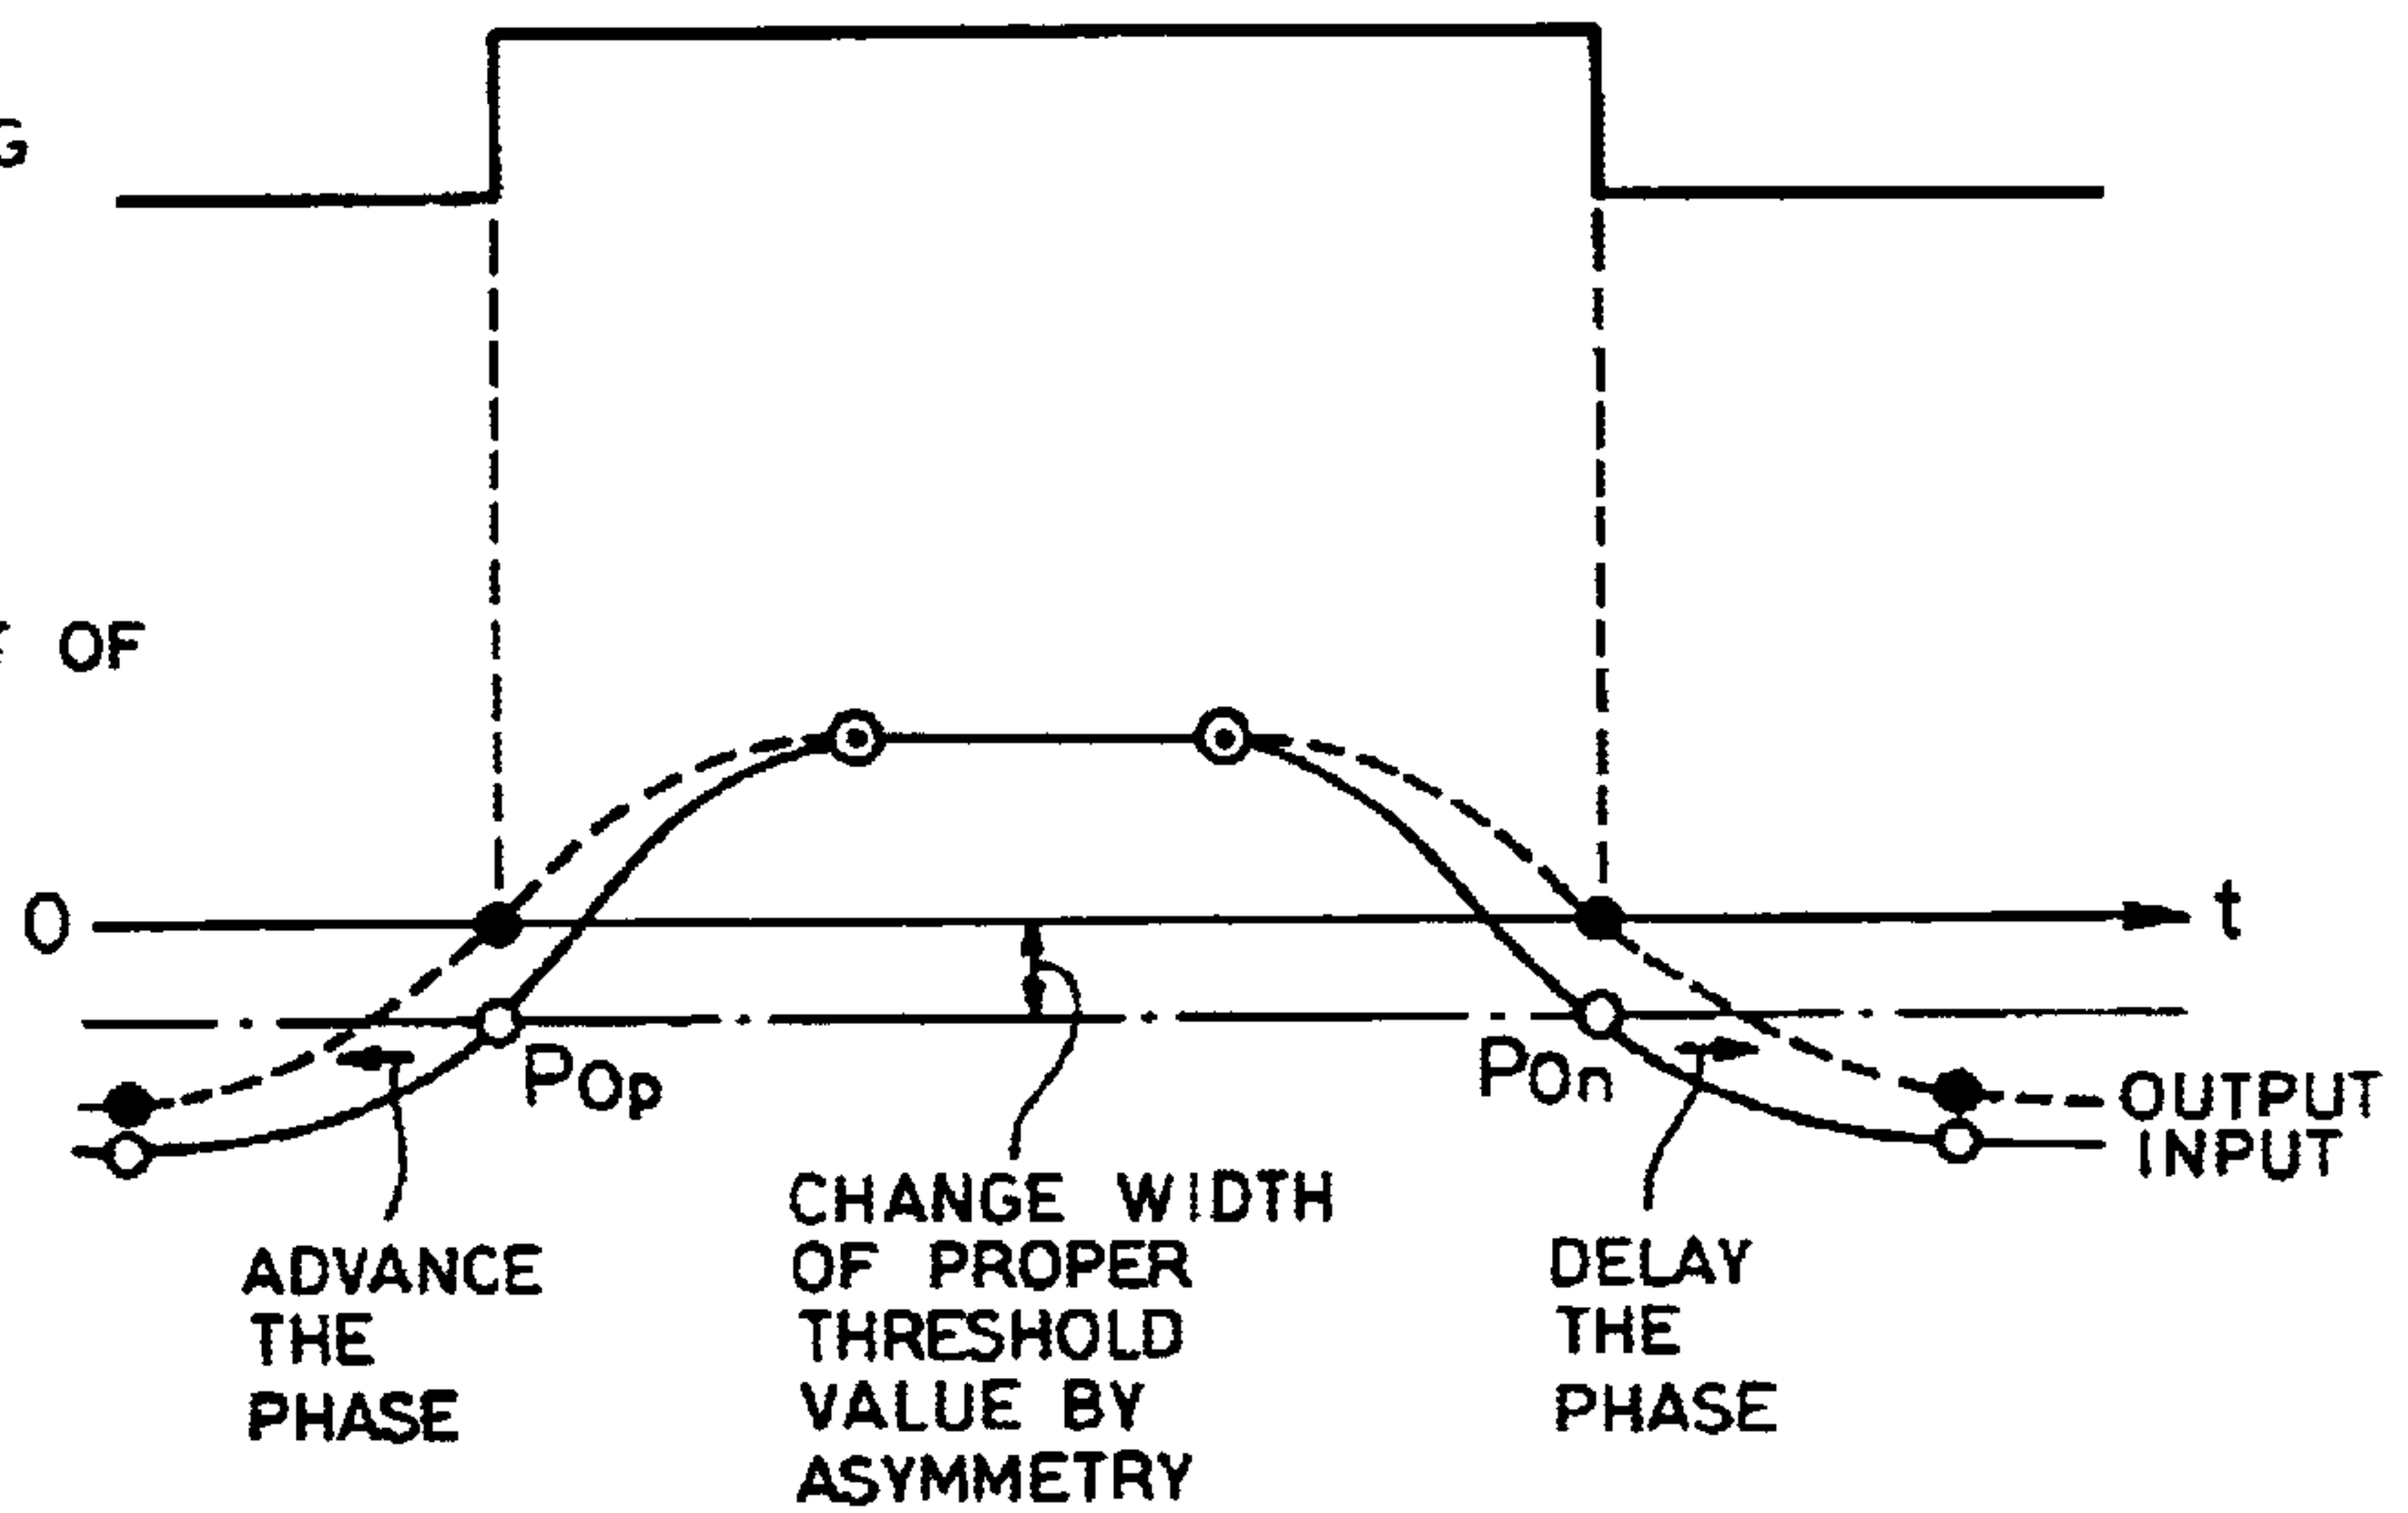 G
OF
0
t
Pop
Pon
OUTPUT
INPUT
CHANGE WIDTH
OF PROPER
THRESHOLD
VALUE BY
ASYMMETRY
ADVANCE
THE
PHASE
DELAY
THE
PHASE